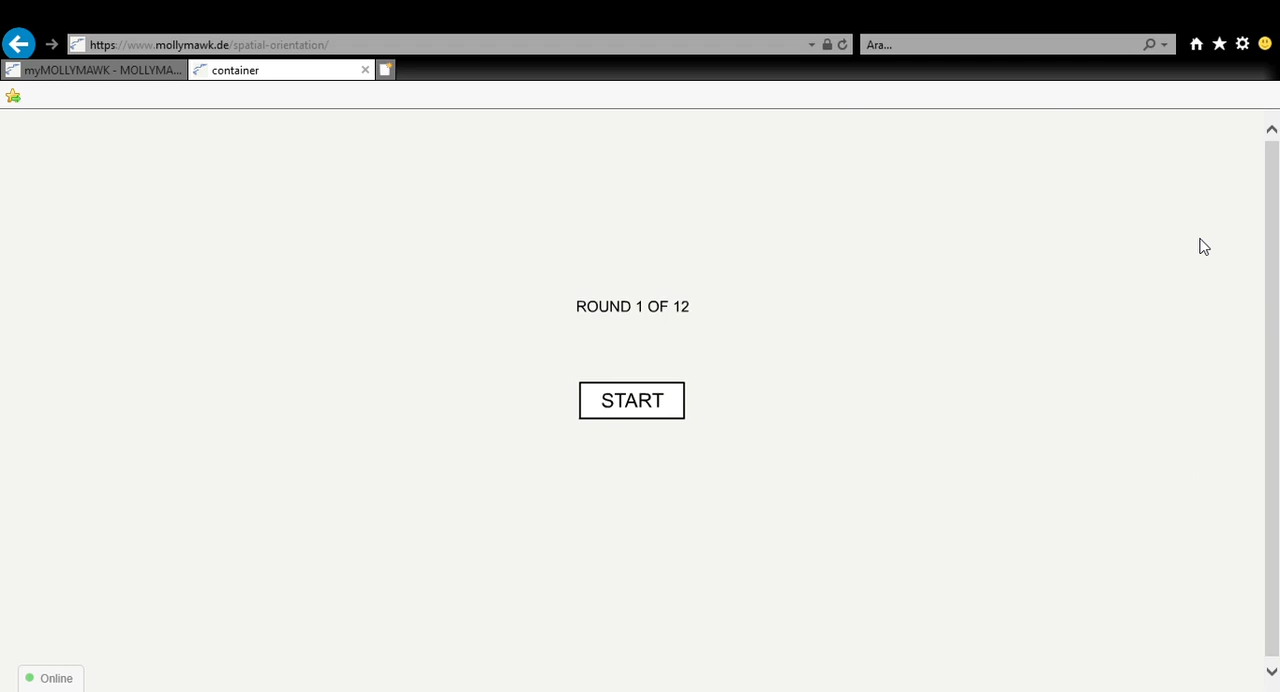 https://www.mollymawk.de/spatial-orientation/
Ara...
myMOLLYMAWK - MOLLYMA...
container
ROUND 1 OF 12
START
Online